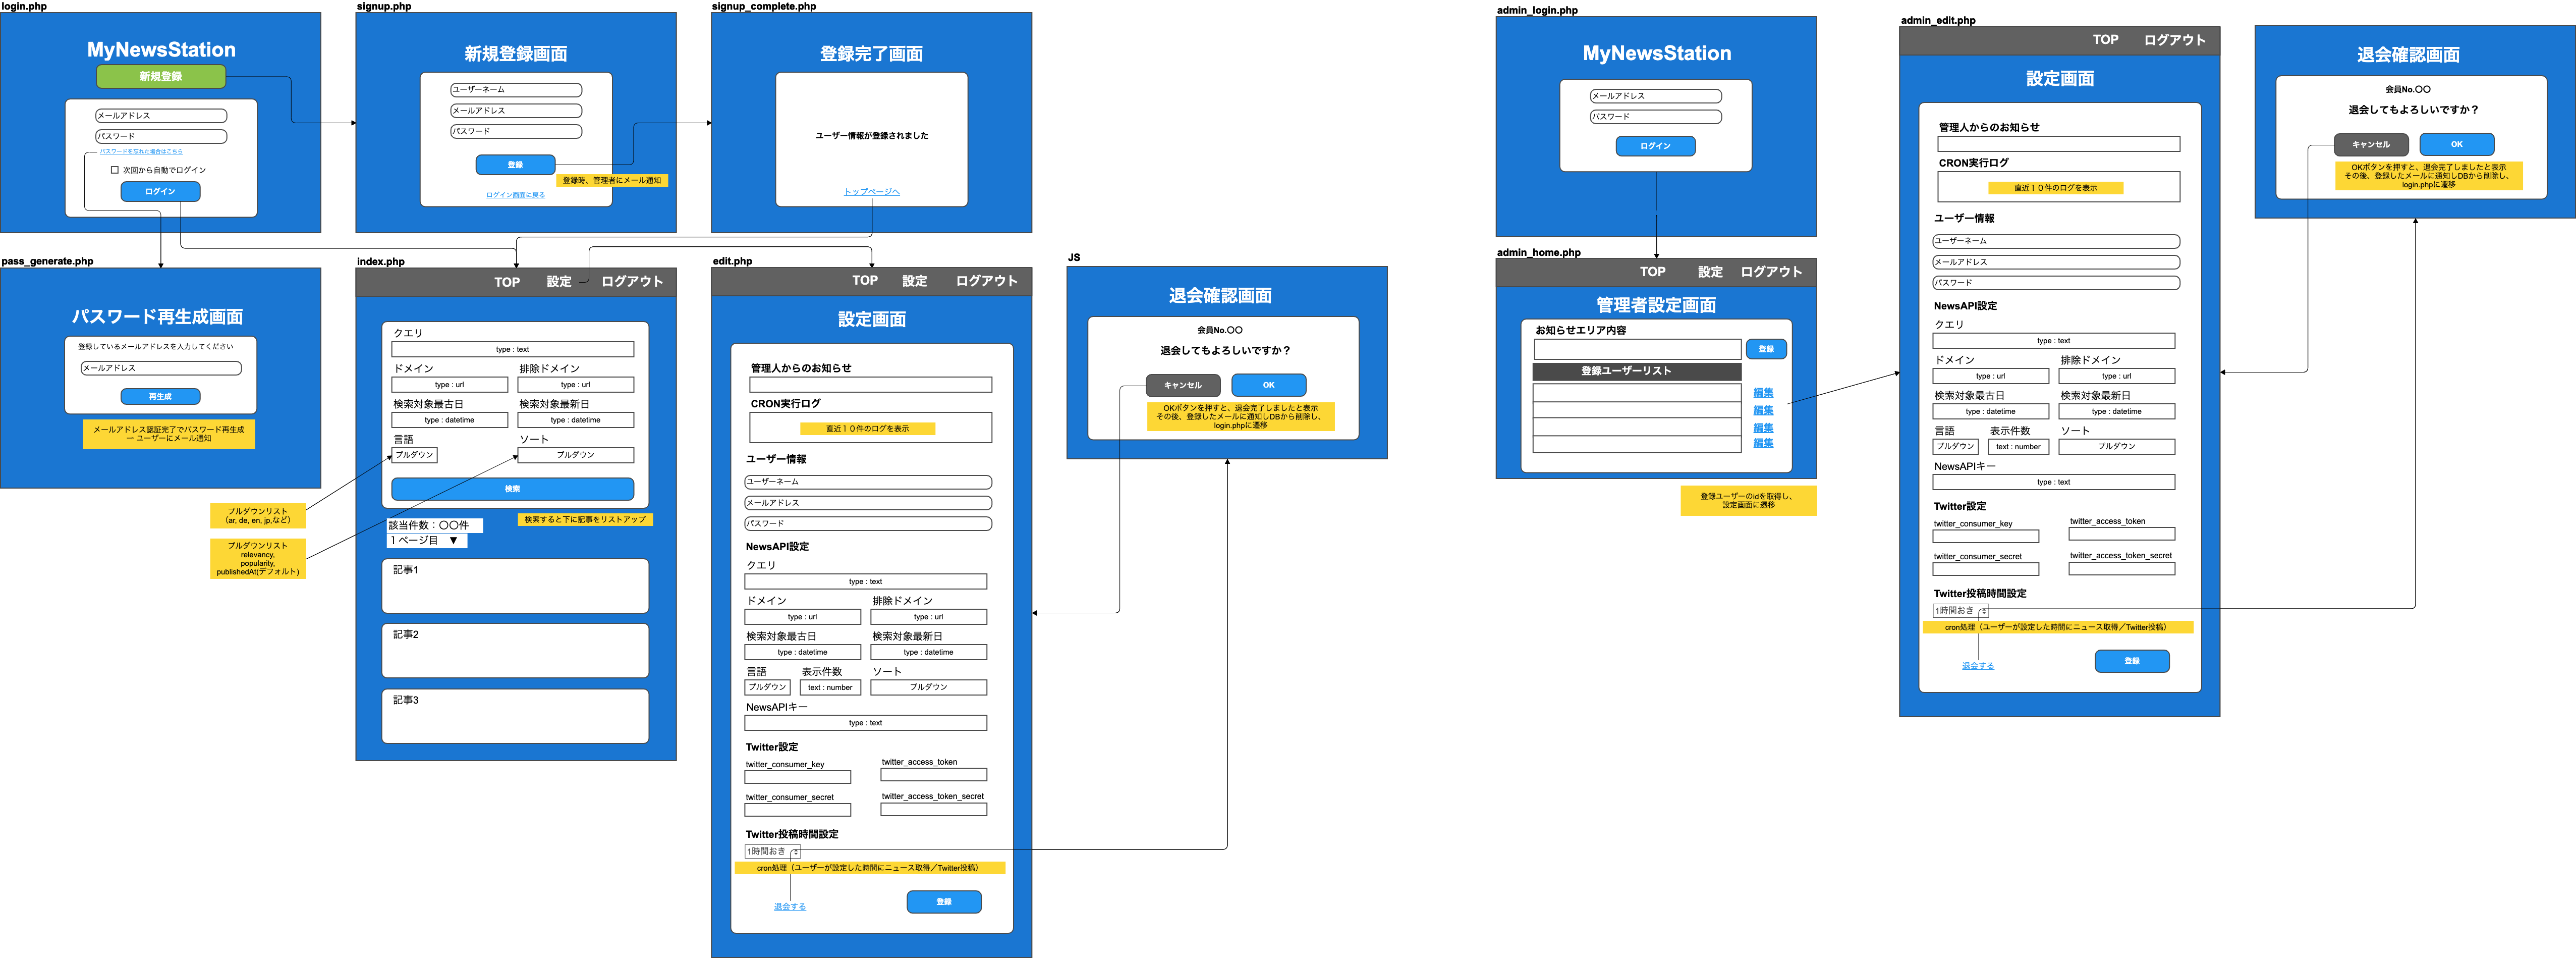 login.php
MyNewsStation
新規登録
メールアドレス
パスワード
パスワードを忘れた場合はこちら
次回から自動でログイン
ログイン
signup.php
新規登録画面
ユーザーネーム
メールアドレス
パスワード
登録
登録時、管理者にメール通知
ログイン画面に戻る
signup_complete.php
登録完了画面
ユーザー情報が登録されました
トップページへ
pass_generate.php
パスワード再生成画面
登録しているメールアドレスを入力してください
メールアドレス
再生成
メールアドレス認証完了でパスワード再生成
→ ユーザーにメール通知
index.php
TOP 設定 ログアウト
クエリ
type : text
ドメイン 排除ドメイン
type : url type : url
検索対象最古日 検索対象最新日
type : datetime type : datetime
言語 ソート
プルダウン プルダウン
検索
プルダウンリスト
(ar, de, en, jp,など)
プルダウンリスト
relevancy,
popularity,
publishedAt(デフォルト)
該当件数：〇〇件
検索すると下に記事をリストアップ
１ページ目 ▼
記事1
記事2
記事3
edit.php
TOP 設定 ログアウト
設定画面
管理人からのお知らせ
CRON実行ログ
直近１０件のログを表示
ユーザー情報
ユーザーネーム
メールアドレス
パスワード
NewsAPI設定
クエリ
type : text
ドメイン 排除ドメイン
type : url type : url
検索対象最古日 検索対象最新日
type : datetime type : datetime
言語 表示件数 ソート
プルダウン text : number プルダウン
NewsAPIキー
type : text
Twitter設定
twitter_consumer_key twitter_access_token
twitter_consumer_secret twitter_access_token_secret
Twitter投稿時間設定
1時間おき
cron処理（ユーザーが設定した時間にニュース取得／Twitter投稿）
退会する
登録
JS
退会確認画面
会員No.〇〇
退会してもよろしいですか？
キャンセル OK
OKボタンを押すと、退会完了しましたと表示
その後、登録したメールに通知しDBから削除し、
login.phpに遷移
admin_login.php
MyNewsStation
メールアドレス
パスワード
ログイン
admin_home.php
TOP 設定 ログアウト
管理者設定画面
お知らせエリア内容
登録
登録ユーザーリスト
編集
編集
編集
編集
登録ユーザーのidを取得し、
設定画面に遷移
admin_edit.php
TOP ログアウト
設定画面
管理人からのお知らせ
CRON実行ログ
直近１０件のログを表示
ユーザー情報
ユーザーネーム
メールアドレス
パスワード
NewsAPI設定
クエリ
type : text
ドメイン 排除ドメイン
type : url type : url
検索対象最古日 検索対象最新日
type : datetime type : datetime
言語 表示件数 ソート
プルダウン text : number プルダウン
NewsAPIキー
type : text
Twitter設定
twitter_consumer_key twitter_access_token
twitter_consumer_secret twitter_access_token_secret
Twitter投稿時間設定
1時間おき
cron処理（ユーザーが設定した時間にニュース取得／Twitter投稿）
退会する
登録
退会確認画面
会員No.〇〇
退会してもよろしいですか？
キャンセル OK
OKボタンを押すと、退会完了しましたと表示
その後、登録したメールに通知しDBから削除し、
login.phpに遷移